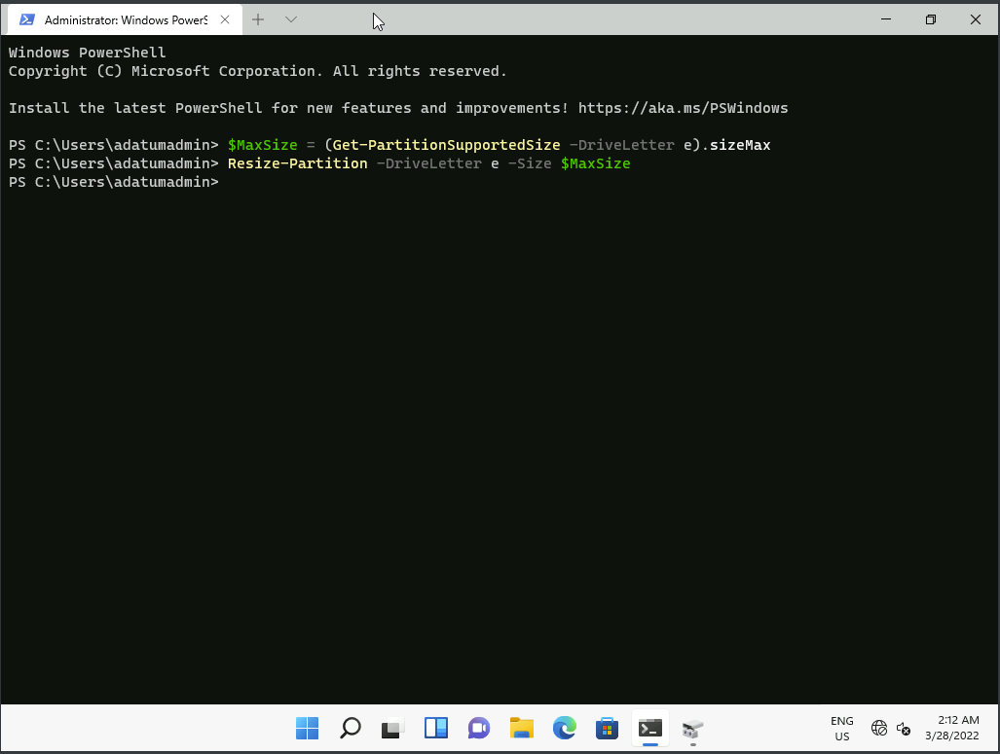 Administrator: Windows PowerS
Windows PowerShell
Copyright (C) Microsoft Corporation. All rights reserved.
Install the latest PowerShell for new features and improvements! https://aka.ms/PSWindows
PS C:\Users\adatumadmin> $MaxSize = (Get-PartitionSupportedSize -DriveLetter e).sizeMax
PS C:\Users\adatumadmin> Resize-Partition -DriveLetter e -Size $MaxSize
PS C:\Users\adatumadmin>
ENG
US
2:12 AM
3/28/2022